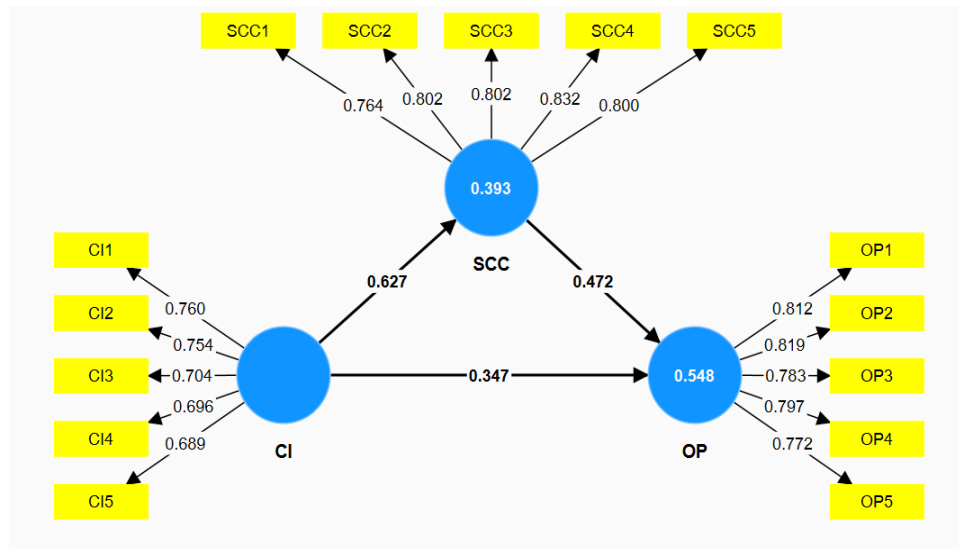 SCC1 SCC2 SCC3 SCC4 SCC5
0.764 0.802 0.802 0.832 0.800
0.393
SCC
CI1
CI2
CI3
CI4
CI5
0.760
0.754
0.704
0.696
0.689
CI
0.627
0.472
0.347
0.548
OP
0.812
0.819
0.783
0.797
0.772
OP1
OP2
OP3
OP4
OP5